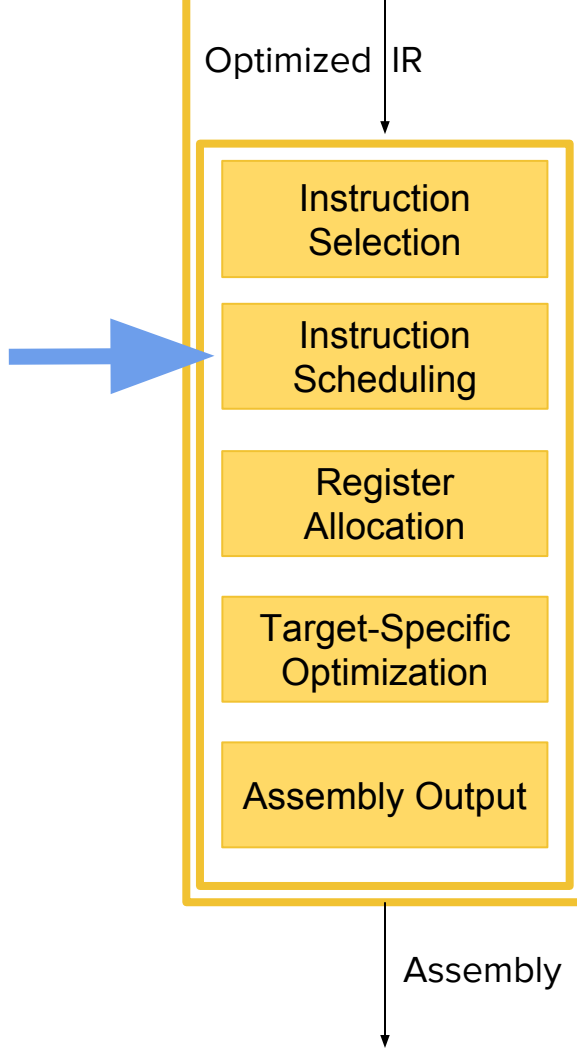 Optimized IR
Instruction
Selection
Instruction
Scheduling
Register
Allocation
Target-Specific
Optimization
Assembly Output
Assembly